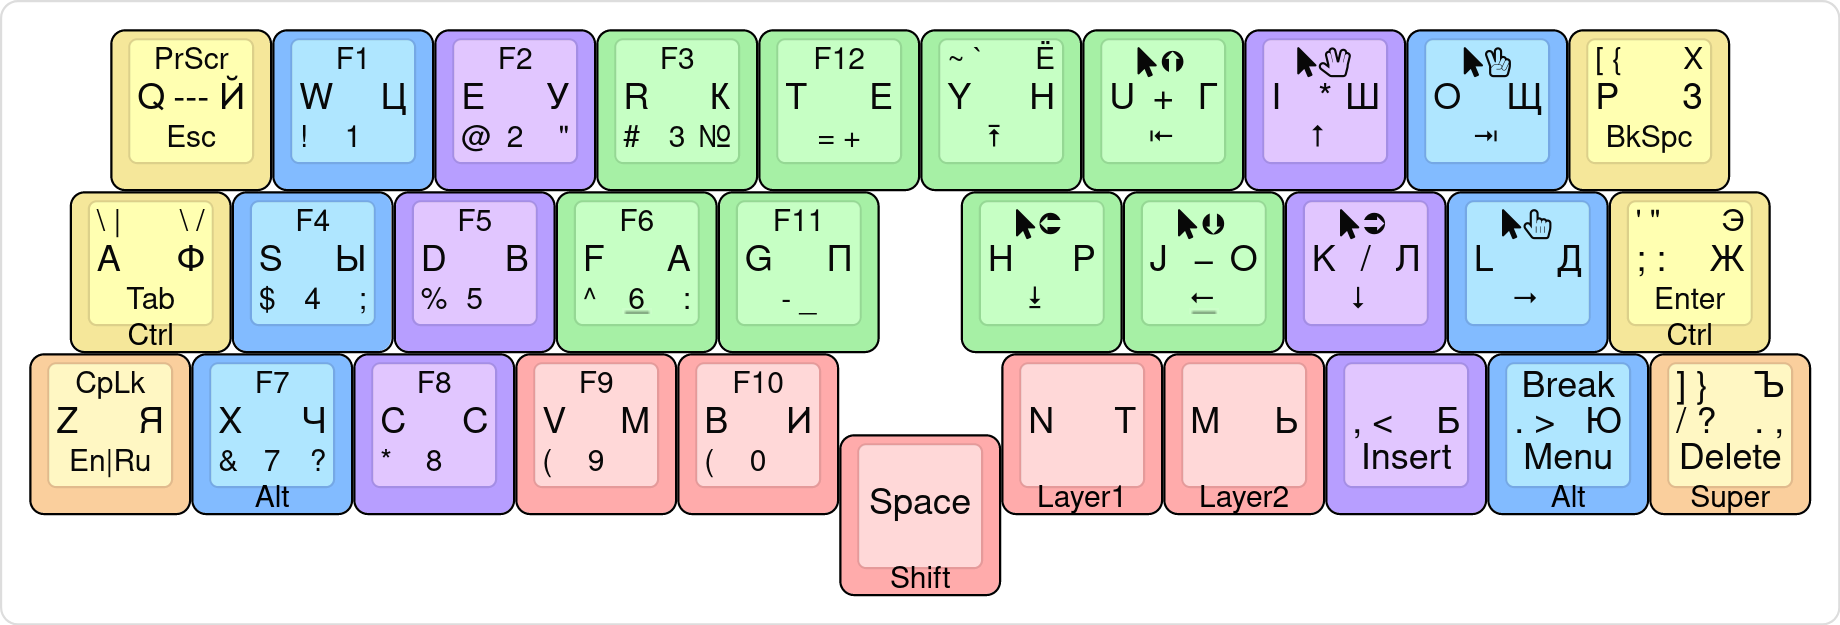 PrScr F1 F2 F3 F12 ~ ` Ё [ { Х
Q --- Й W Ц E У R К T Е Y Н U + Г I * Ш O Щ P З
Esc ! 1 @ 2 " # 3 № = + ⤒ ⇤ ↑ ⇥ BkSpc
\ | \ / F4 F5 F6 F11 ' " Э
A Ф S Ы D В F А G П H Р J – О K / Л L Д ; : Ж
Tab $ 4 ; % 5 ^ 6 : - _ ⤓ ← ↓ → Enter
Ctrl Ctrl
CpLk F7 F8 F9 F10 Break ] } Ъ
Z Я X Ч C С V М B И N Т M Ь , < Б . > Ю / ? . ,
En|Ru & 7 ? * 8 ( 9 ( 0 Insert Menu Delete
Alt Layer1 Layer2 Alt Super
Space
Shift